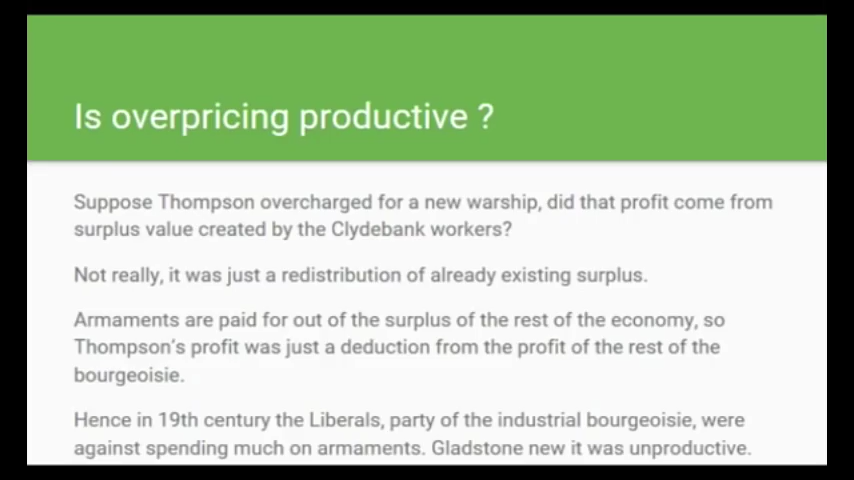 Is overpricing productive ?
Suppose Thompson overcharged for a new warship, did that profit come from
surplus value created by the Clydebank workers?
Not really, it was just a redistribution of already existing surplus.
Armaments are paid for out of the surplus of the rest of the economy, so
Thompson's profit was just a deduction from the profit of the rest of the
bourgeoisie.
Hence in 19th century the Liberals, party of the industrial bourgeoisie, were
against spending much on armaments. Gladstone new it was unproductive.